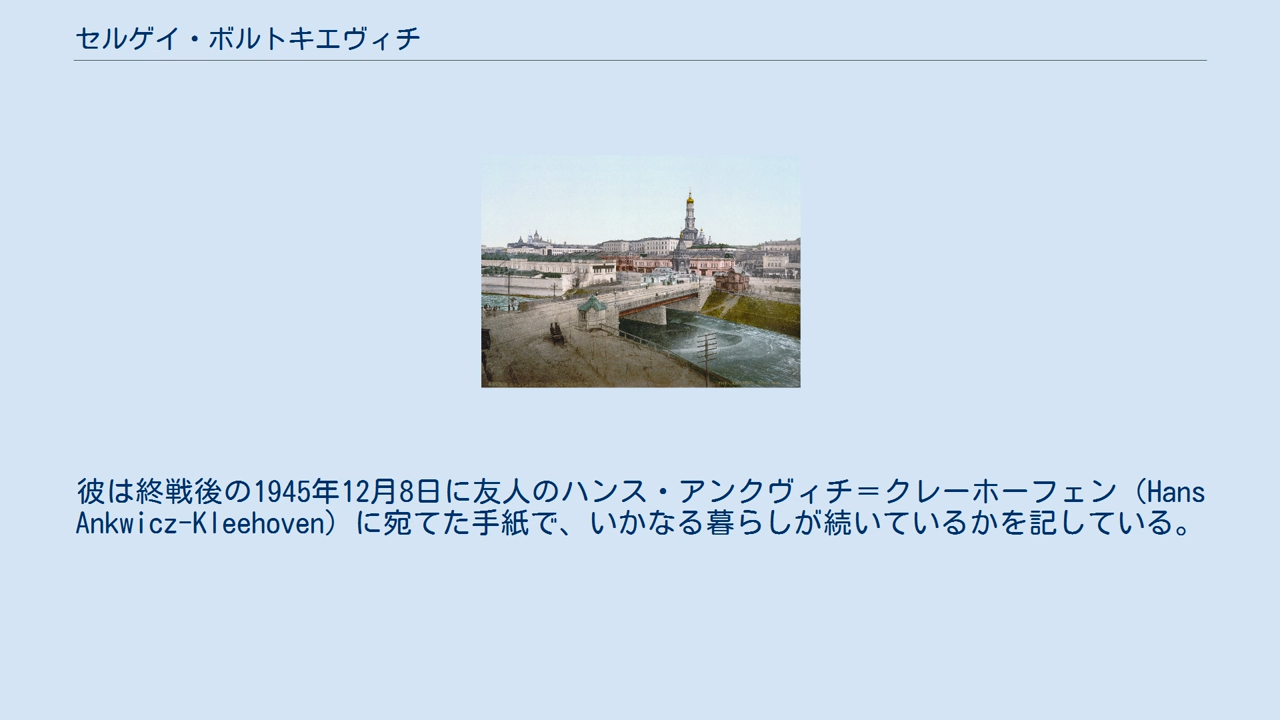 セルゲイ・ボルトキエヴィチ
彼は終戦後の1945年12月8日に友人のハンス・アンクヴィチ＝クレーホーフェン（Hans
Ankwicz-Kleehoven）に宛てた手紙で、いかなる暮らしが続いているかを記している。